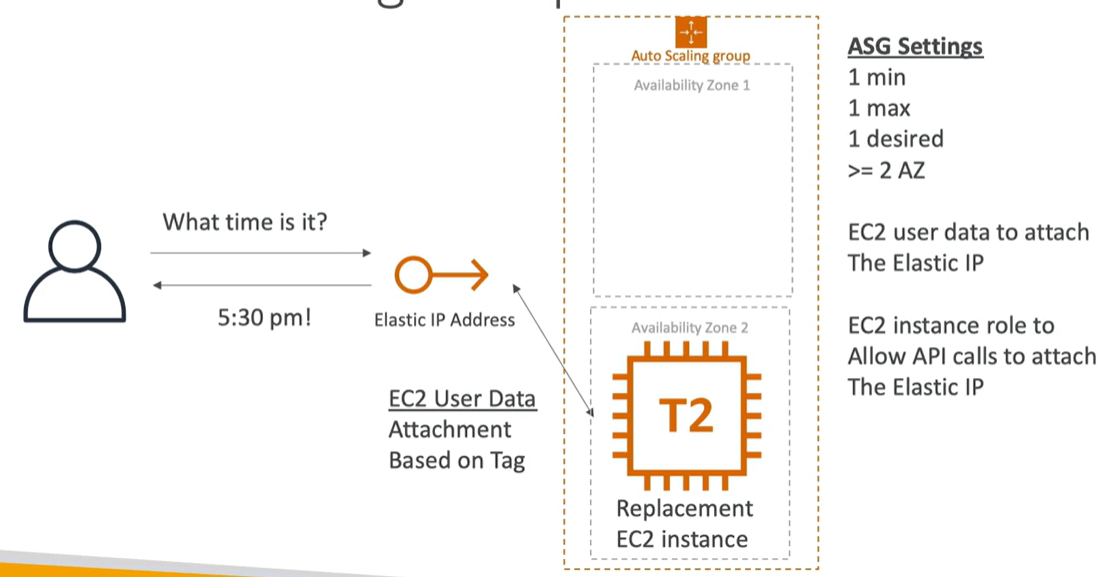 Auto Scaling group
Availability Zone 1
ASG Settings
1 min
1 max
1 desired
>= 2 AZ
EC2 user data to attach
The Elastic IP
EC2 instance role to
Allow API calls to attach
The Elastic IP
What time is it?
5:30 pm!
Elastic IP Address
EC2 User Data
Attachment
Based on Tag
Availability Zone 2
T2
Replacement
EC2 instance